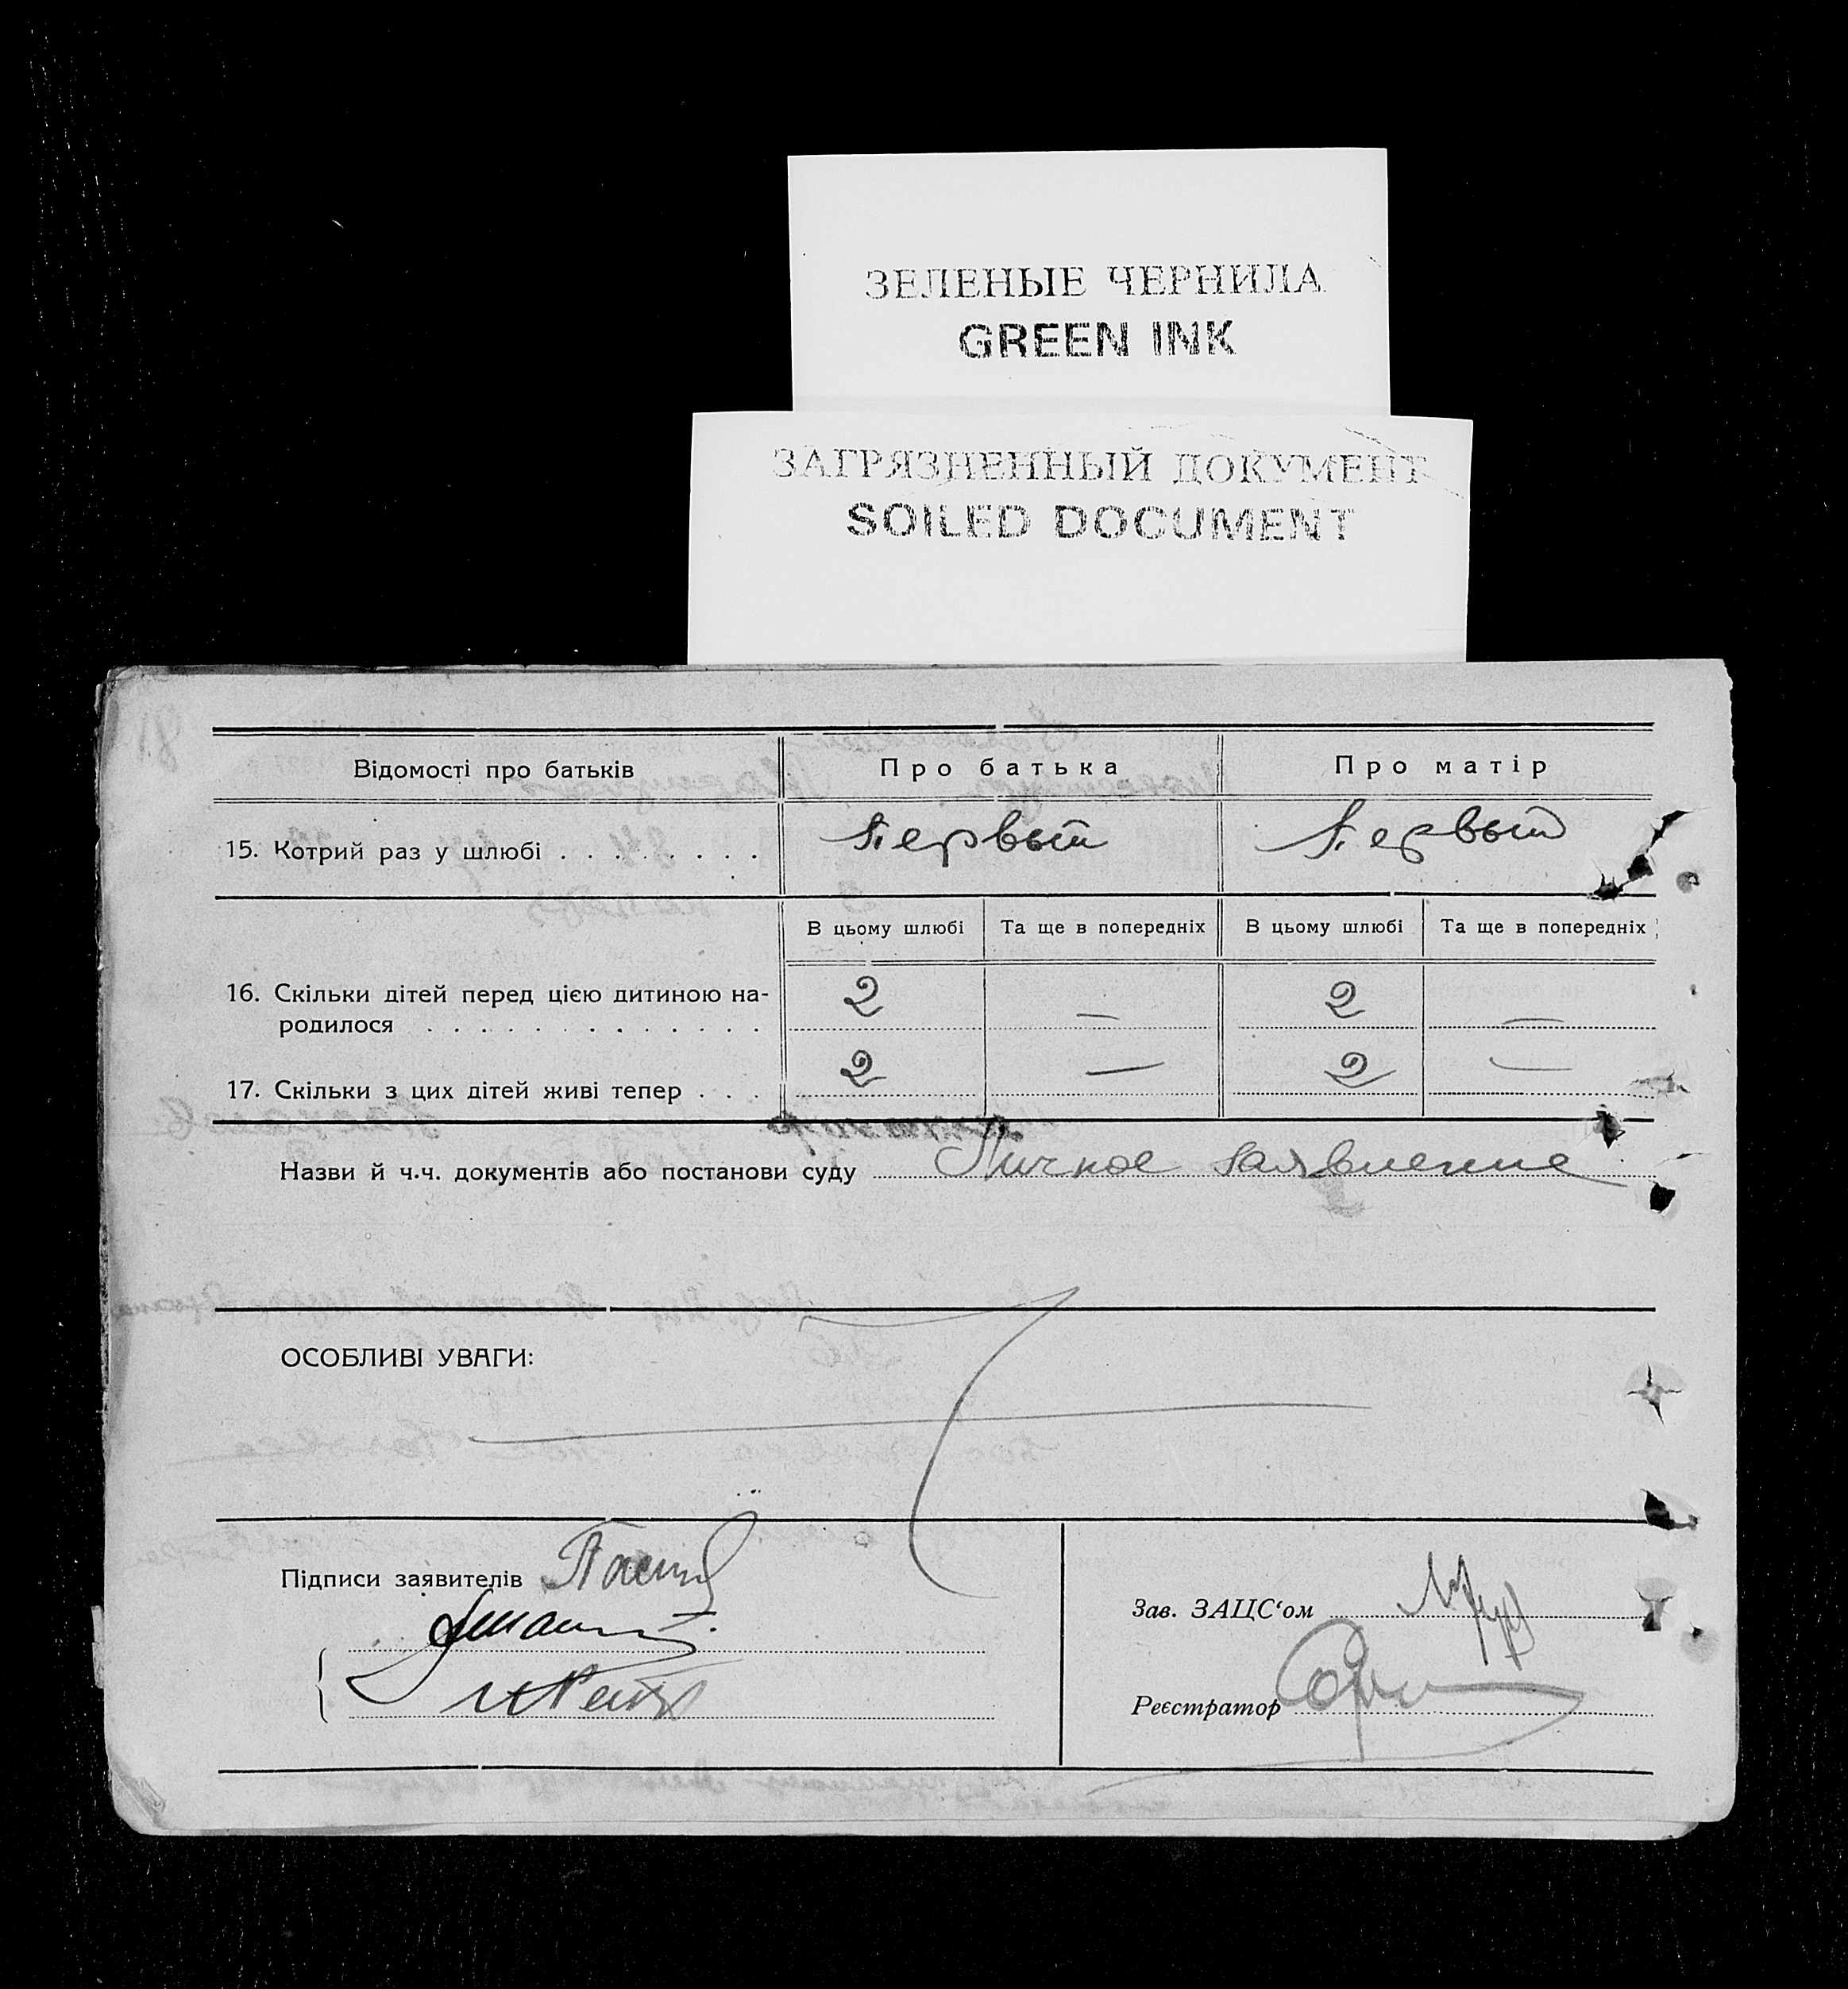 ЗЕЛЕНЫЕ ЧЕРНИЛА
GREEN INK
ЗАГРЯЗНЕННЫЙ ДОКУМЕНТ
SOILED DOCUMENT
Відомості про батьків Про батька Про матір
15. Котрий раз у шлюбі . . . . . . . . Первый Первый
В цьому шлюбі Та ще в попередніх В цьому шлюбі Та ще в попередніх
16. Скільки дітей перед цією дитиною на-
родилося . . . . . . . . . . . . . 2 — 2 —
17. Скільки з цих дітей живі тепер . . . 2 — 2 —
Назви й ч.ч. документів або постанови суду Личное заявление
ОСОБЛИВІ УВАГИ:
Підписи заявителів
Зав. ЗАЦС‘ом
Реєстратор